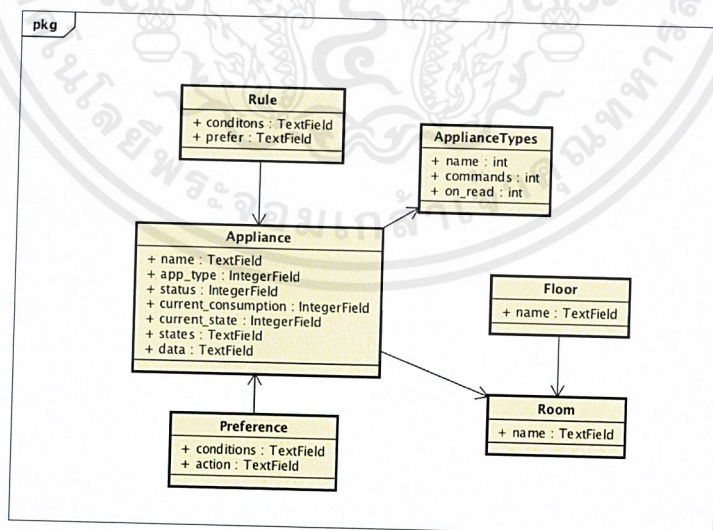 pkg
Rule
+ conditons : TextField
+ prefer : TextField
ApplianceTypes
+ name : int
+ commands : int
+ on_read : int
Appliance
+ name : TextField
+ app_type : IntegerField
+ status : IntegerField
+ current_consumption : IntegerField
+ current_state : IntegerField
+ states : TextField
+ data : TextField
Floor
+ name : TextField
Room
+ name : TextField
Preference
+ conditions : TextField
+ action : TextField